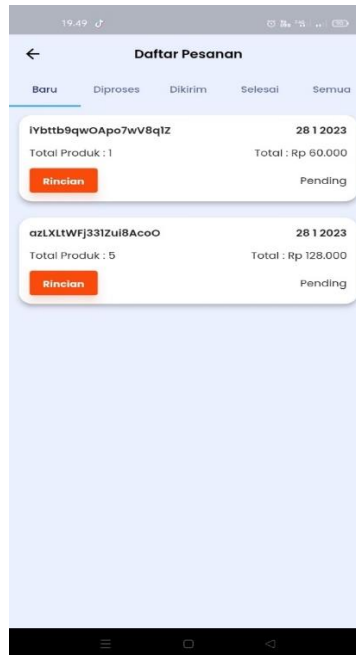 19.49
Daftar Pesanan
Baru Diproses Dikirim Selesai Semua
iYbttb9qwOApo7wV8q1Z 28 1 2023
Total Produk : 1 Total : Rp 60.000
Rincian Pending
azLXLtWFj331Zui8AcoO 28 1 2023
Total Produk : 5 Total : Rp 128.000
Rincian Pending